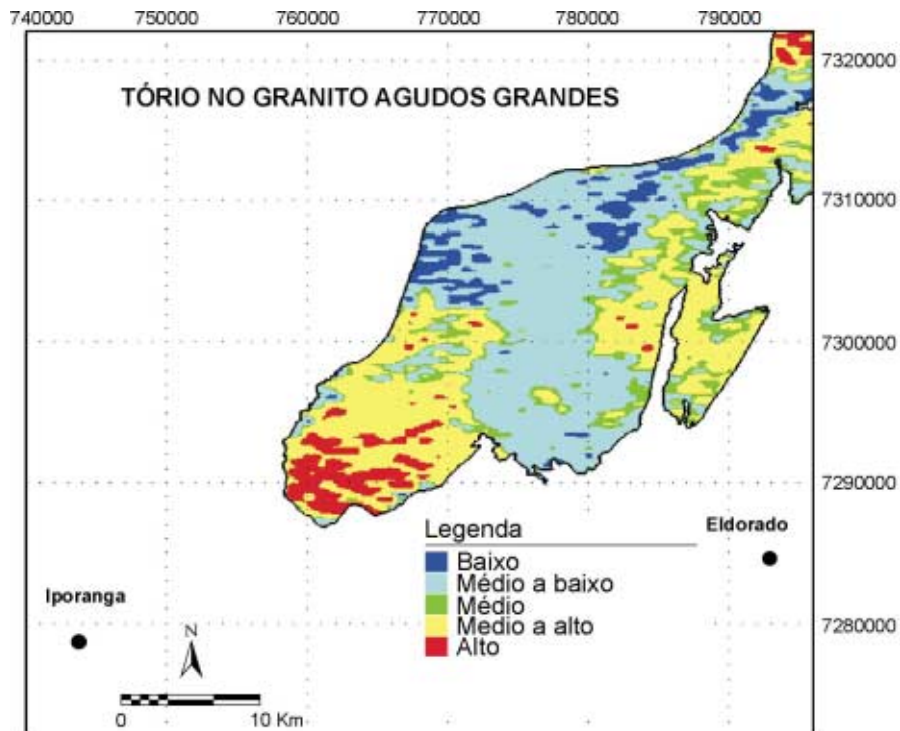 740000 750000 760000 770000 780000 790000
7320000
TÓRIO NO GRANITO AGUDOS GRANDES
7310000
7300000
7290000
Legenda
Baixo
Médio a baixo
Médio
Medio a alto
Alto
Eldorado
Iporanga
7280000
N
0 10 Km